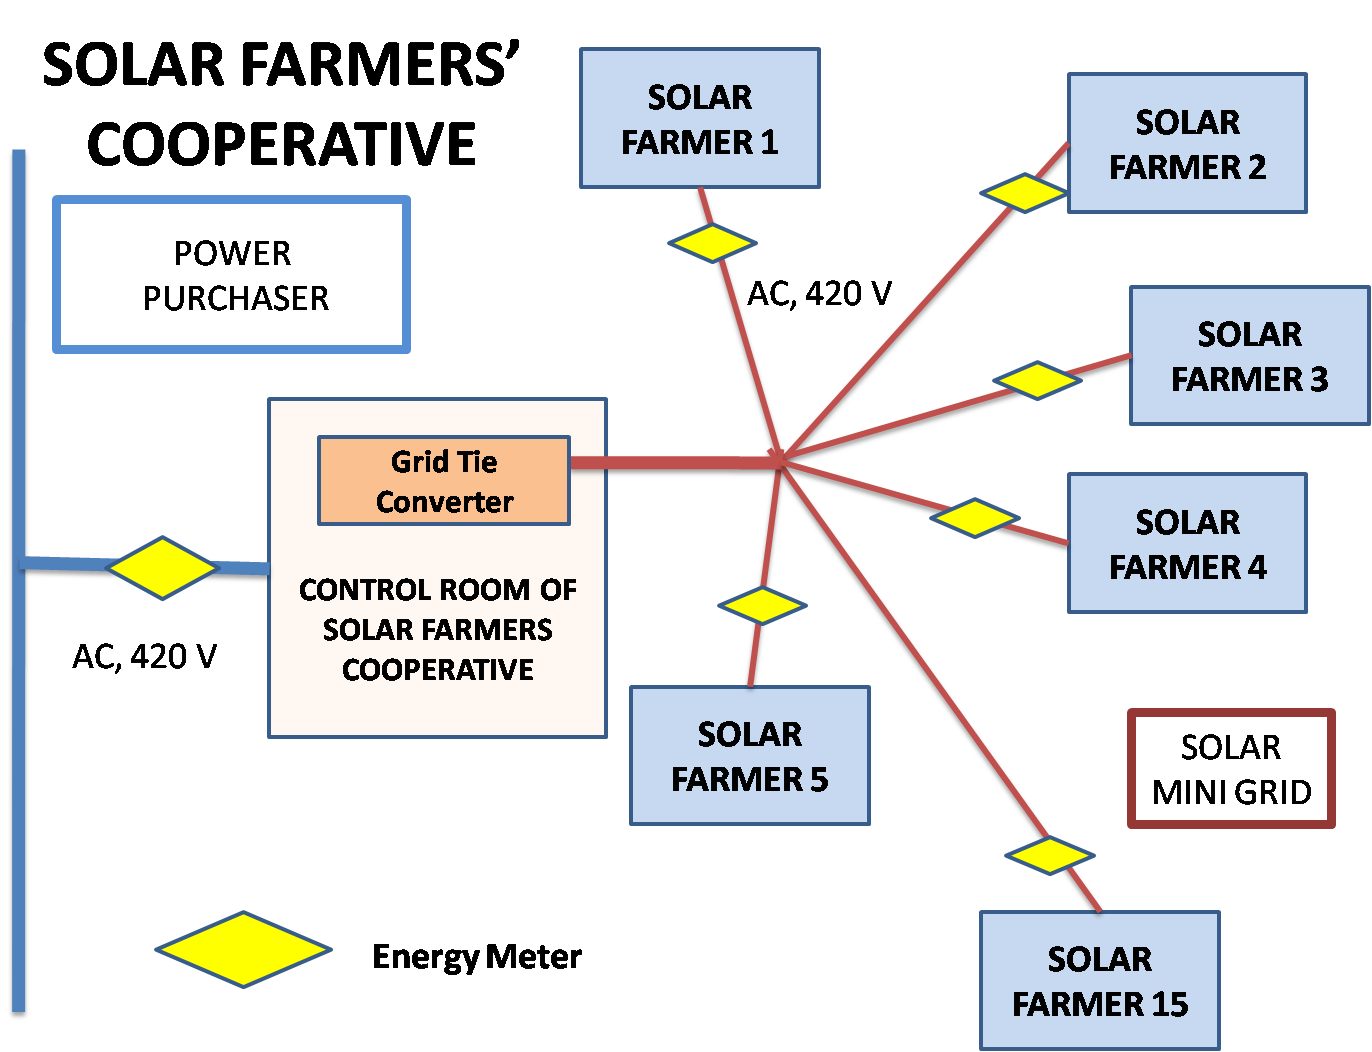 SOLAR FARMERS’
COOPERATIVE
POWER
PURCHASER
SOLAR
FARMER 1
SOLAR
FARMER 2
AC, 420 V
SOLAR
FARMER 3
Grid Tie
Converter
CONTROL ROOM OF
SOLAR FARMERS
COOPERATIVE
AC, 420 V
SOLAR
FARMER 4
SOLAR
FARMER 5
SOLAR
MINI GRID
Energy Meter
SOLAR
FARMER 15